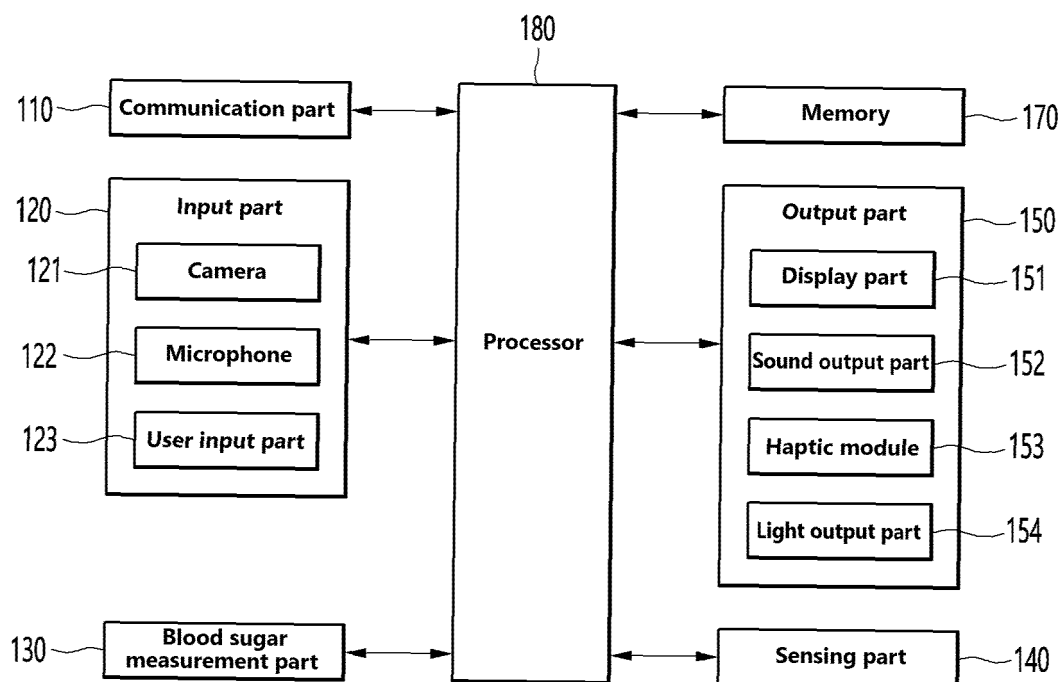 180
110
Communication part
Memory
170
120
Input part
Output part
150
121
Camera
Display part
151
122
Microphone
Processor
Sound output part
152
123
User input part
Haptic module
153
Light output part
154
130
Blood sugar
measurement part
Sensing part
140